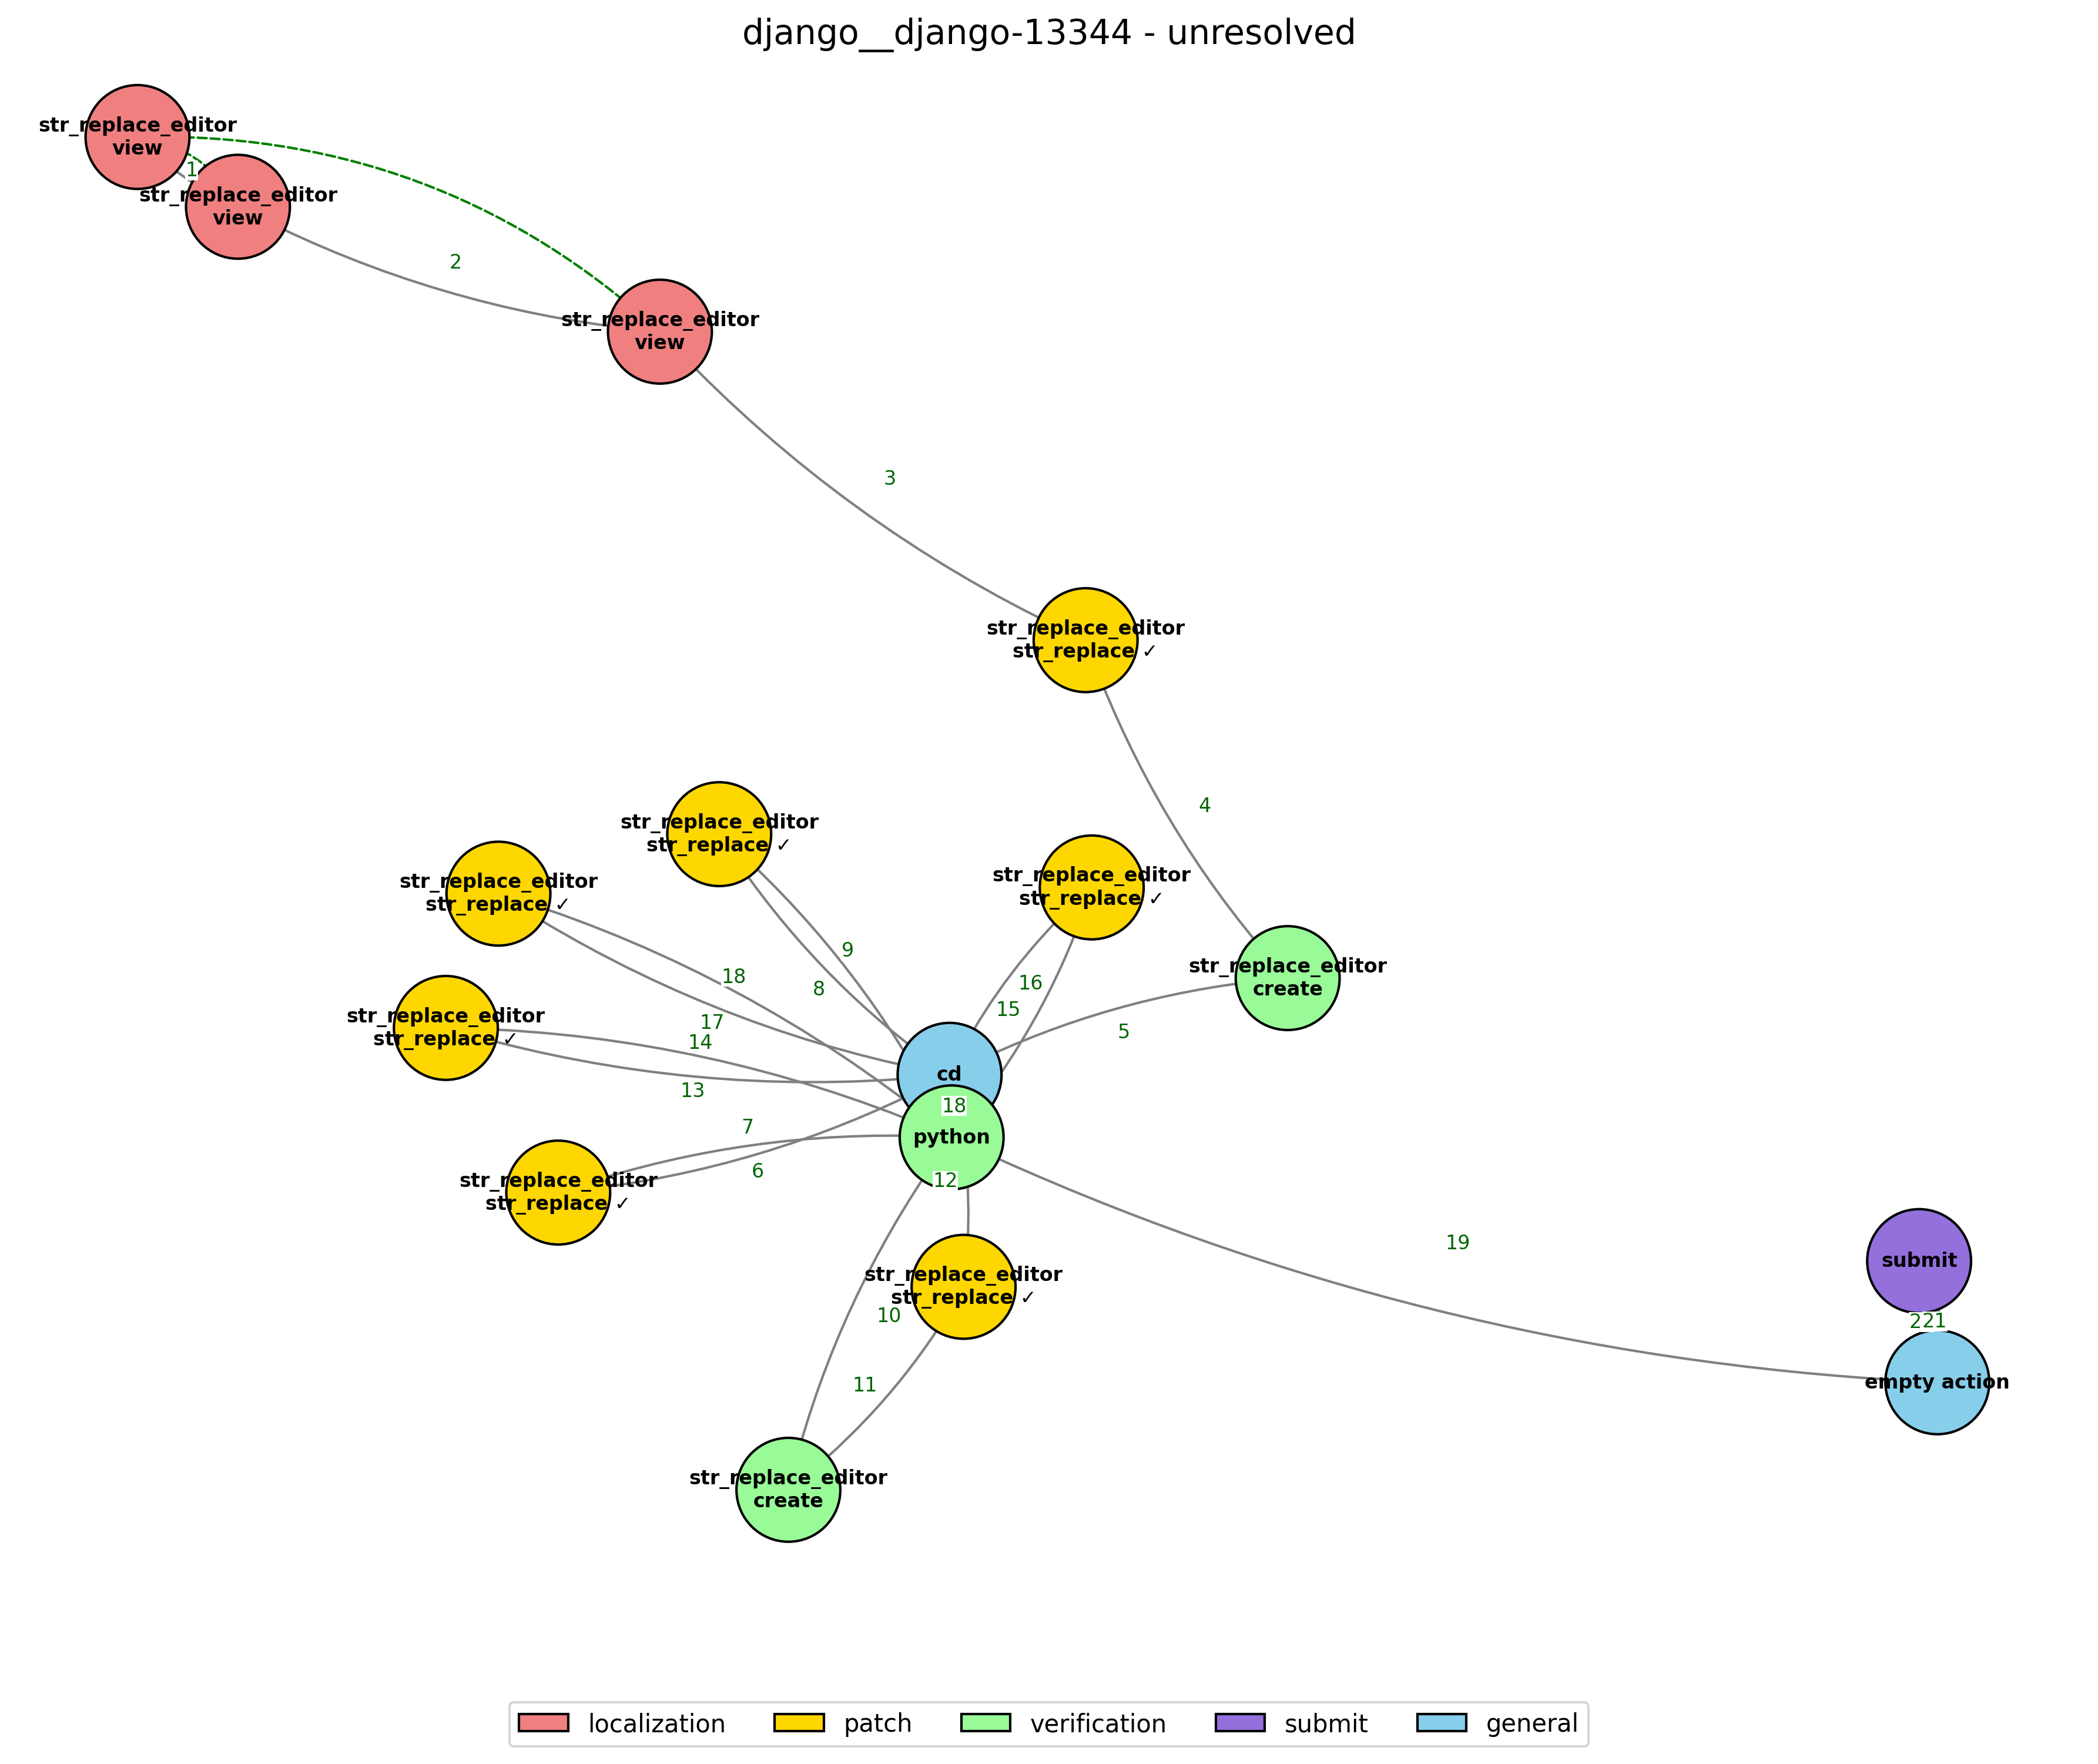 django__django-13344 - unresolved
str_replace_editor
view
1
str_replace_editor
view
2
str_replace_editor
view
3
str_replace_editor
str_replace ✓
4
str_replace_editor
str_replace ✓
str_replace_editor
str_replace ✓
str_replace_editor
str_replace ✓
9
str_replace_editor
create
18
16
8
15
str_replace_editor
str_replace ✓
17
5
14
cd
13
18
7
python
6
12
str_replace_editor
str_replace ✓
19
submit
str_replace_editor
str_replace ✓
10
221
empty action
11
str_replace_editor
create
localization
patch
verification
submit
general